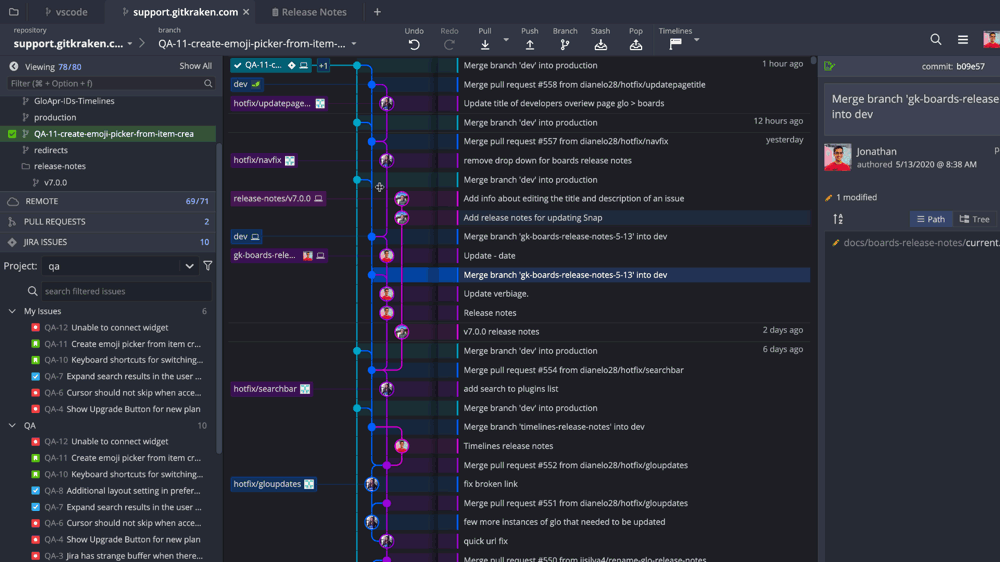 vscode
support.gitkraken.com ×
Release Notes
+
repository
support.gitkraken.c...
branch
QA-11-create-emoji-picker-from-item-...
Undo
Redo
Pull
Push
Branch
Stash
Pop
Timelines
Viewing 78/80
Show All
Filter (⌘ + Option + f)
GloApr-IDs-Timelines
production
QA-11-create-emoji-picker-from-item-crea
redirects
release-notes
v7.0.0
REMOTE 69/71
PULL REQUESTS 2
JIRA ISSUES 10
Project: qa
search filtered issues
My Issues 6
QA-12 Unable to connect widget
QA-11 Create emoji picker from item cr...
QA-10 Keyboard shortcuts for switching...
QA-7 Expand search results in the user ...
QA-6 Cursor should not skip when acce...
QA-4 Show Upgrade Button for new plan
QA 10
QA-12 Unable to connect widget
QA-11 Create emoji picker from item cr...
QA-10 Keyboard shortcuts for switching...
QA-8 Additional layout setting in prefer...
QA-7 Expand search results in the user ...
QA-6 Cursor should not skip when acce...
QA-4 Show Upgrade Button for new plan
QA-3 Jira has strange buffer when there...
QA-11-c... +1 Merge branch 'dev' into production 1 hour ago
dev Merge pull request #558 from dianelo28/hotfix/updatepagetitle
hotfix/updatepage... Update title of developers overiew page glo > boards
Merge branch 'dev' into production 12 hours ago
Merge pull request #557 from dianelo28/hotfix/navfix yesterday
hotfix/navfix remove drop down for boards release notes
Merge branch 'dev' into production
release-notes/v7.0.0 Add info about editing the title and description of an issue
Add release notes for updating Snap
dev Merge branch 'gk-boards-release-notes-5-13' into dev
gk-boards-rele... Update - date
Merge branch 'gk-boards-release-notes-5-13' into dev
Update verbiage.
Release notes
v7.0.0 release notes 2 days ago
Merge branch 'dev' into production 6 days ago
Merge pull request #554 from dianelo28/hotfix/searchbar
hotfix/searchbar add search to plugins list
Merge branch 'dev' into production
Merge branch 'timelines-release-notes' into dev
Timelines release notes
Merge pull request #552 from dianelo28/hotfix/gloupdates
hotfix/gloupdates fix broken link
Merge pull request #551 from dianelo28/hotfix/gloupdates
few more instances of glo that needed to be updated
quick url fix
Merge pull request #550 from jjsilva4/rename-glo-release-notes
commit: b09e57
Merge branch 'gk-boards-release
into dev
Jonathan
authored 5/13/2020 @ 8:38 AM
1 modified
Path
Tree
docs/boards-release-notes/current.